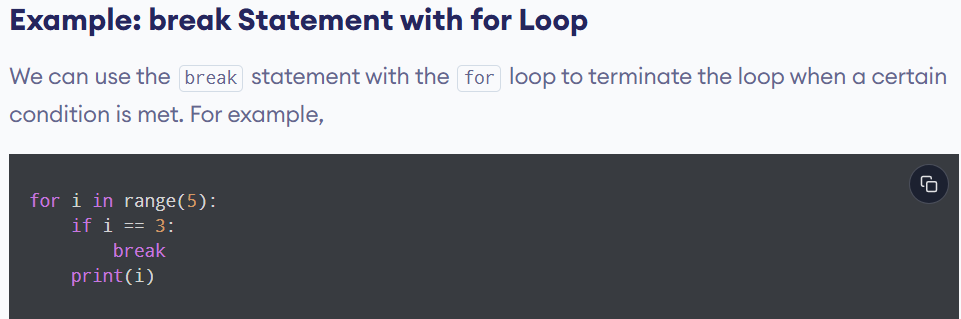 Example: break Statement with for Loop
We can use the break statement with the for loop to terminate the loop when a certain
condition is met. For example,
for i in range(5):
    if i == 3:
        break
    print(i)